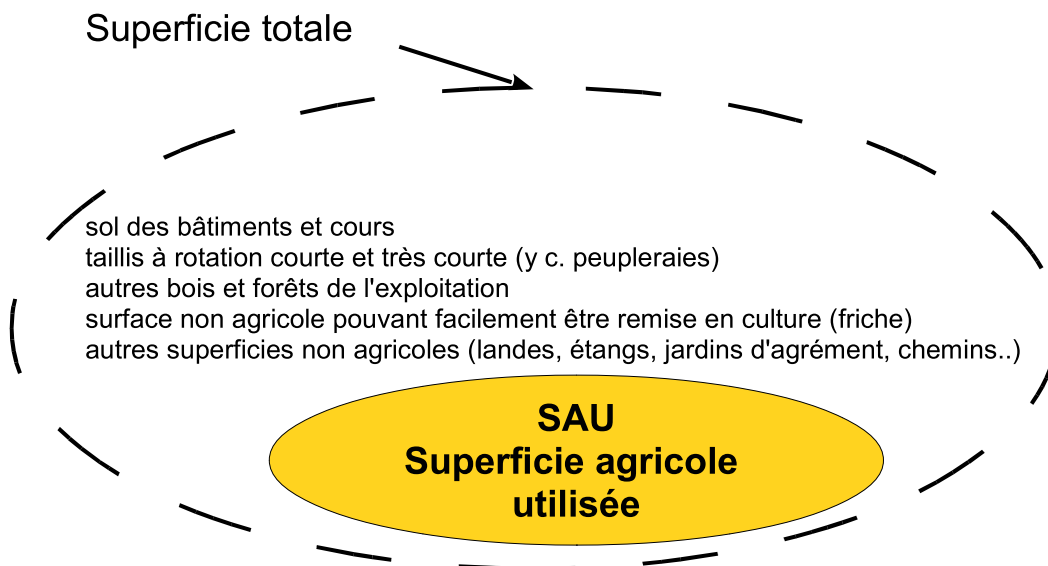 Superficie totale
sol des bâtiments et cours
taillis à rotation courte et très courte (y c. peupleraies)
autres bois et forêts de l'exploitation
surface non agricole pouvant facilement être remise en culture (friche)
autres superficies non agricoles (landes, étangs, jardins d'agrément, chemins..)
SAU
Superficie agricole
utilisée